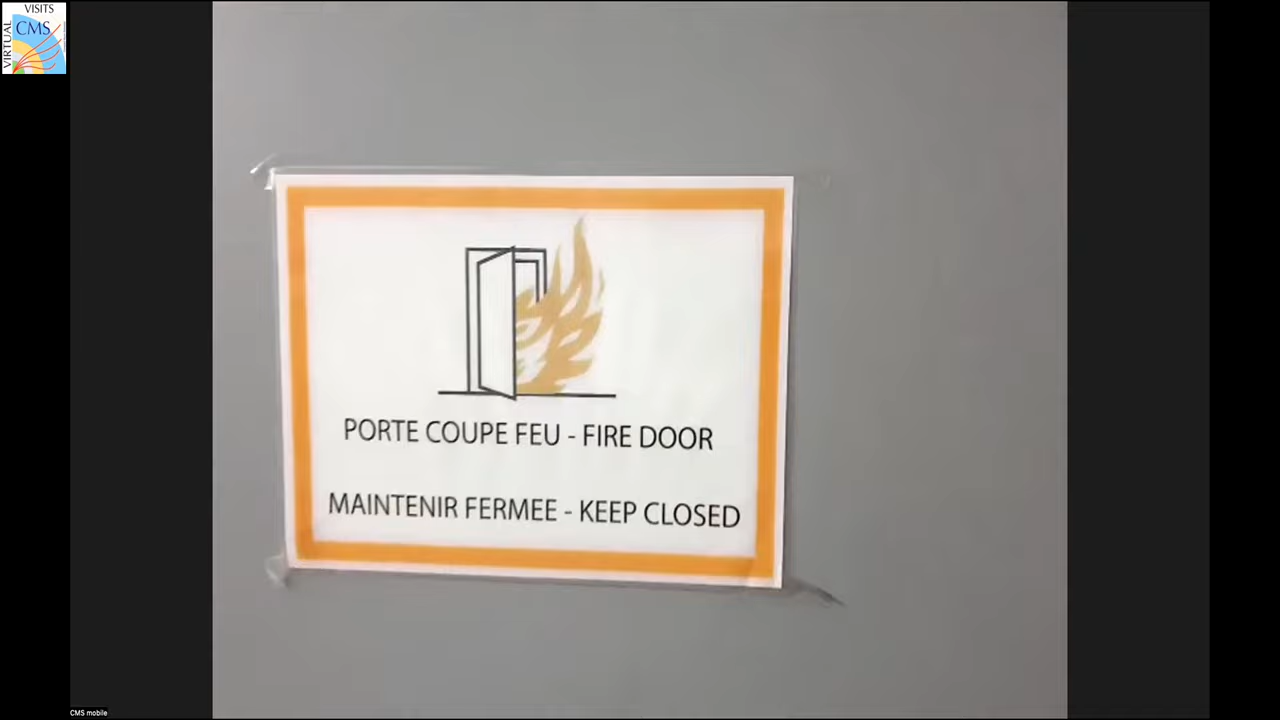 VISITS
CMS
VIRTUAL
PORTE COUPE FEU - FIRE DOOR
MAINTENIR FERMEE - KEEP CLOSED
CMS mobile